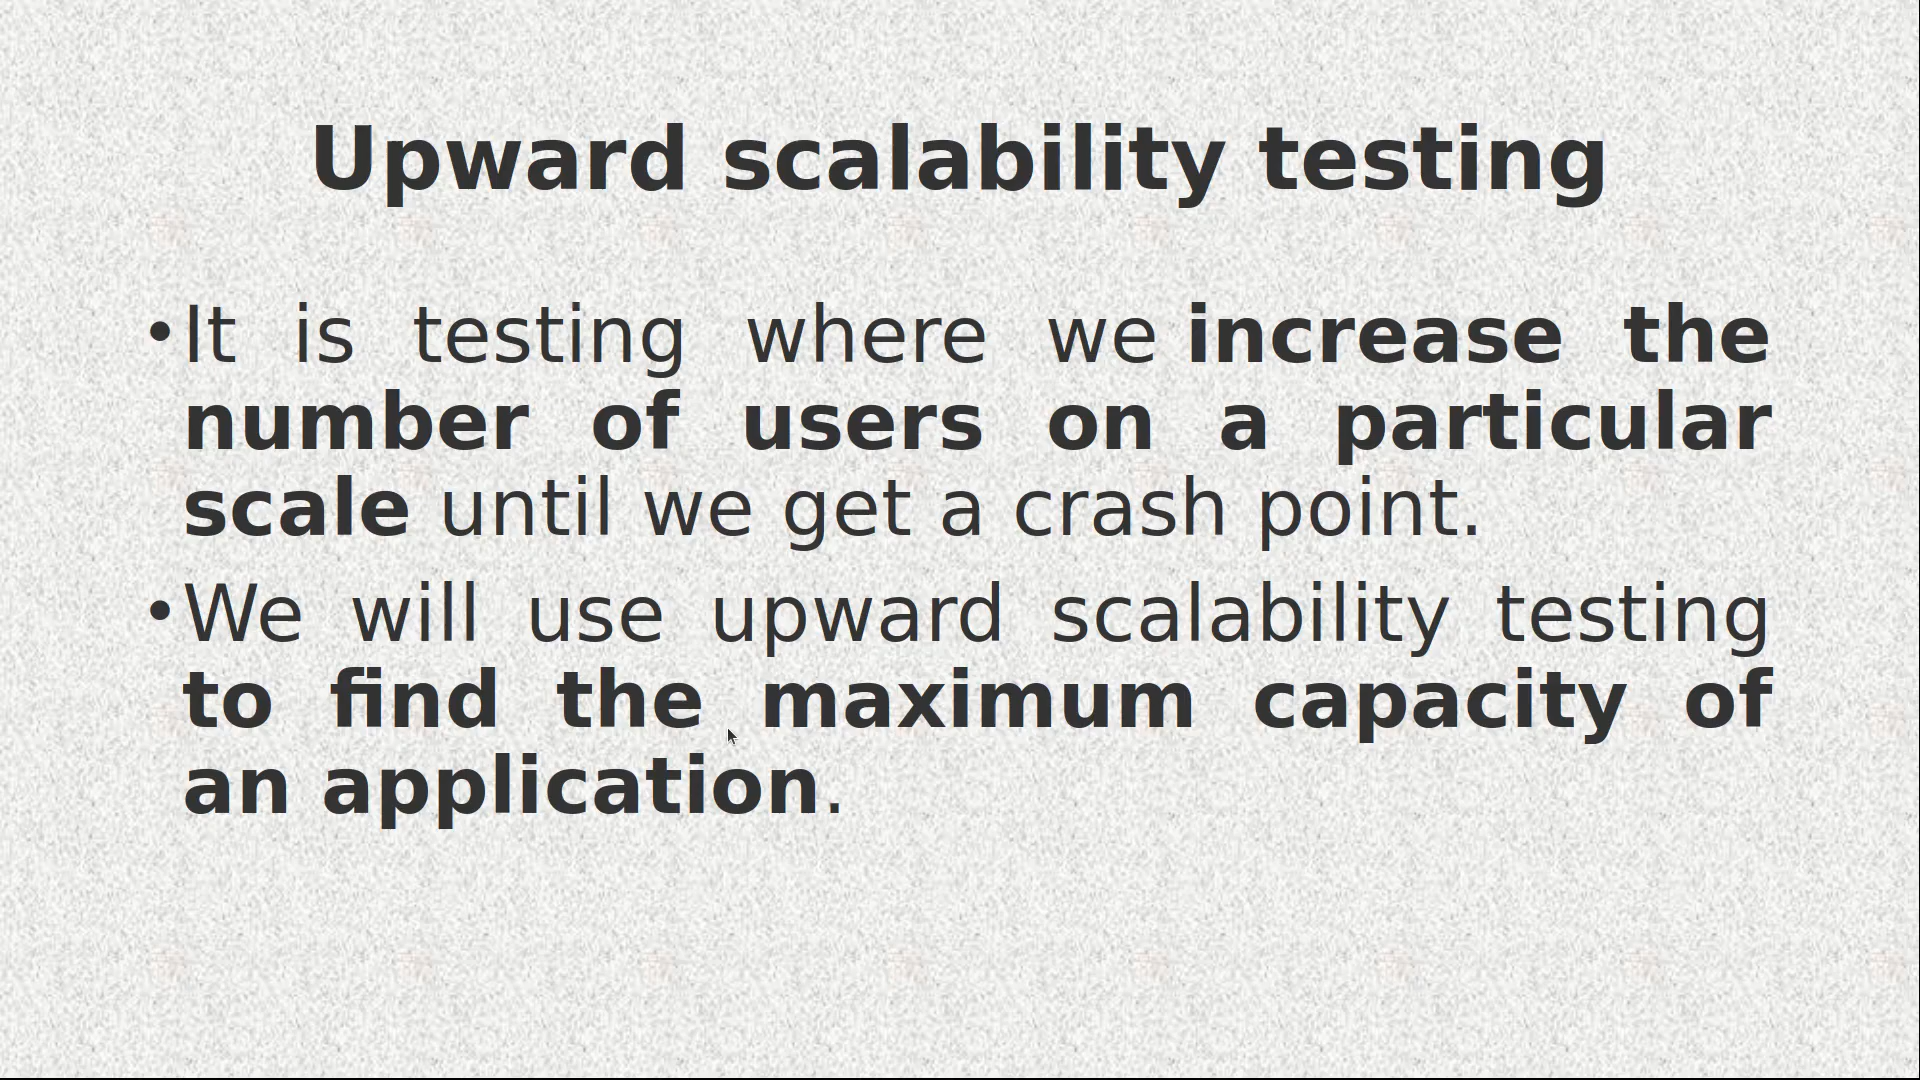 Upward scalability testing
•It is testing where we increase the
number of users on a particular
scale until we get a crash point.
•We will use upward scalability testing
to find the maximum capacity of
an application.